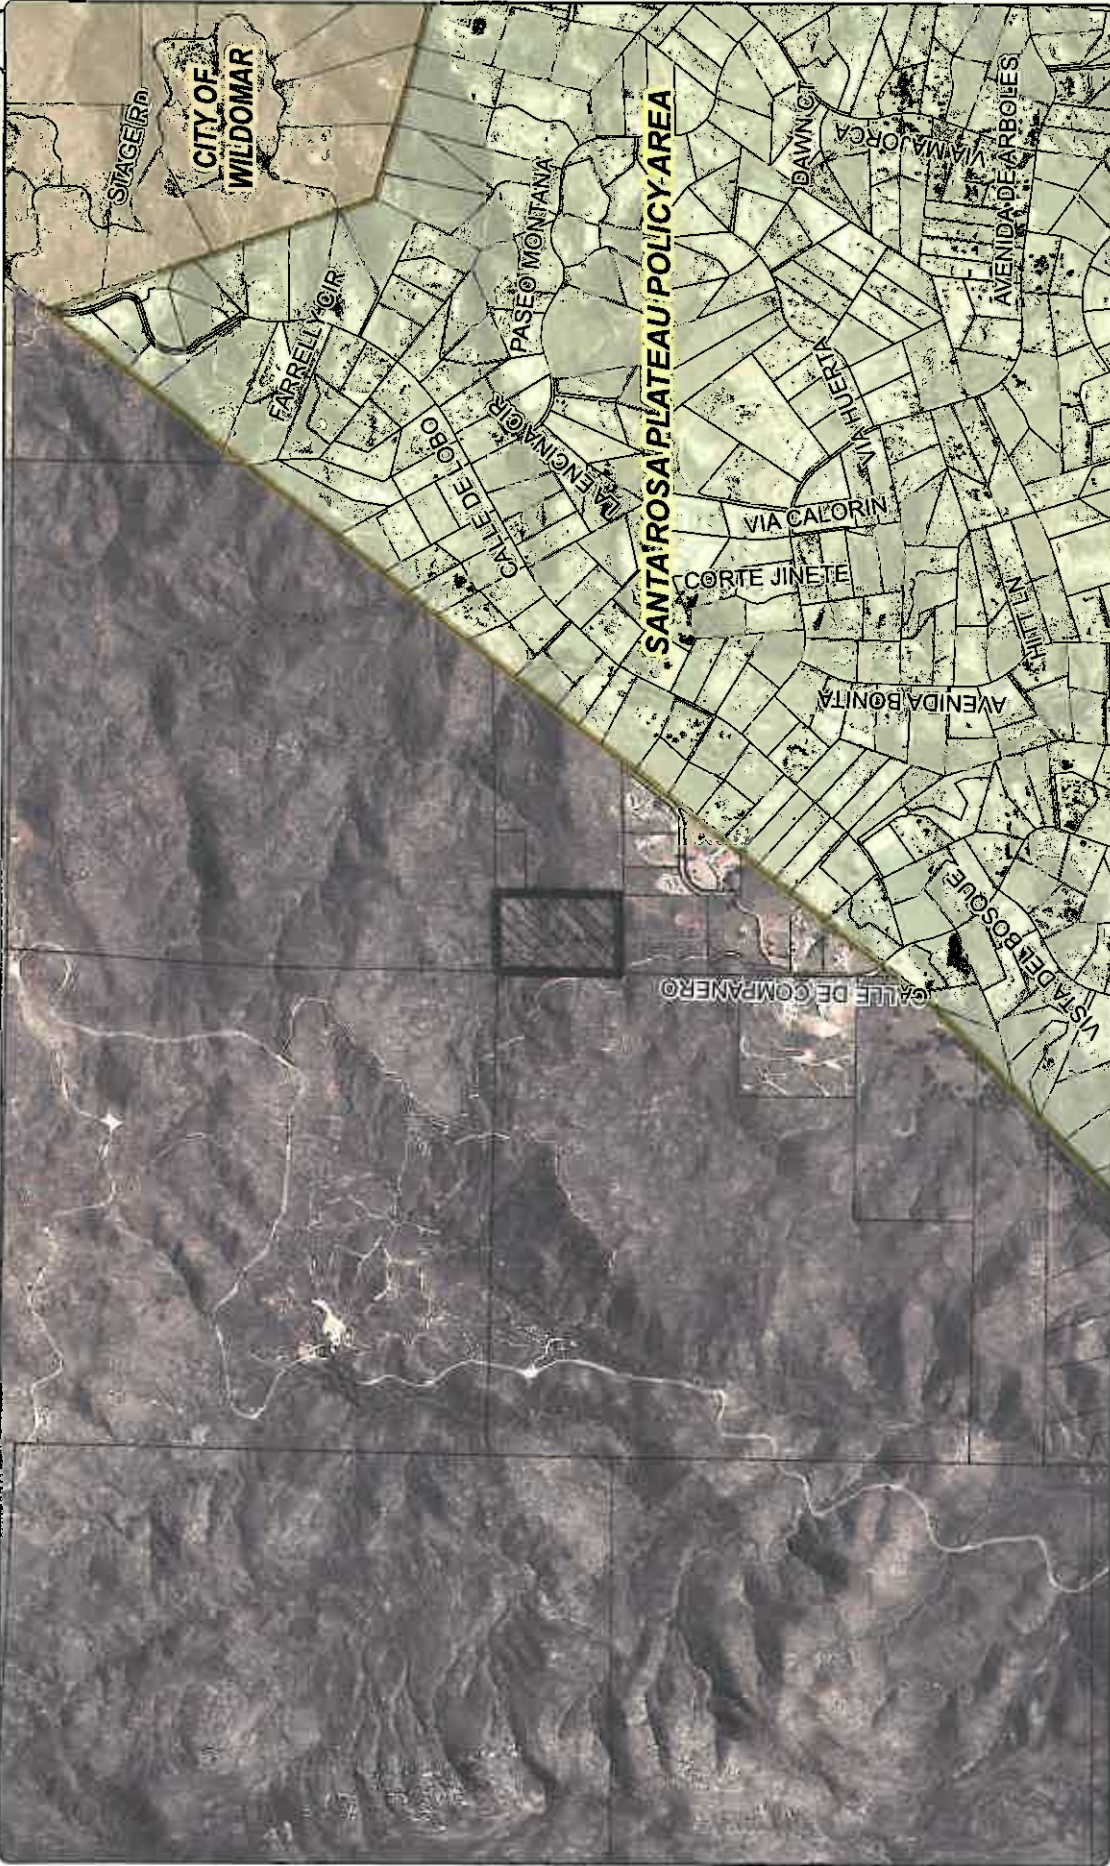 STAGE RD
CITY OF
WILDOMAR
FARRELLY CIR
PASEO MONTANA
CALLE DE LOBO
LA ENCINA CIR
SANTA ROSA PLATEAU POLICY AREA
DAWN CT
VIA MAJORCA
AVENIDA DE ARBOLES
VIA HUERTA
VIA CALORIN
CORTE JINETE
HITT LN
AVENIDA BONITA
VISTA DEL BOSQUE
CALLE DE COMPANERO